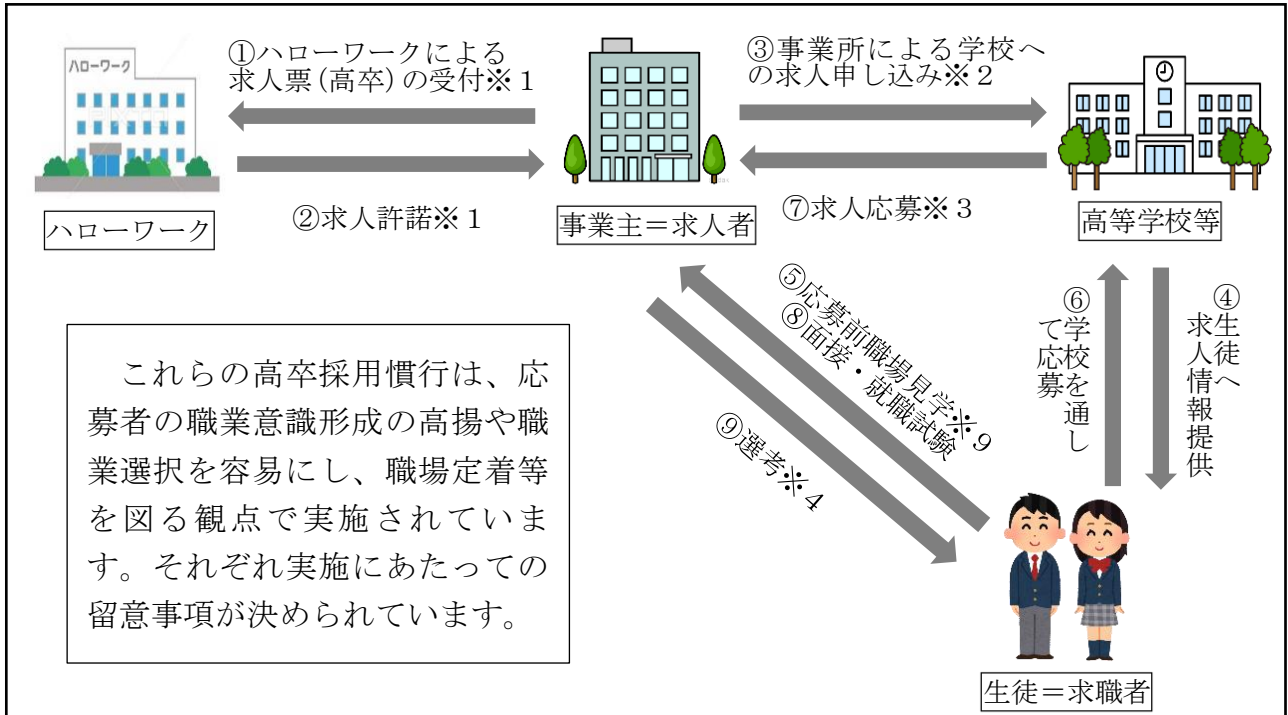 ①ハローワークによる
求人票(高卒)の受付※1
③事業所による学校へ
の求人申し込み※2
ハローワーク
②求人許諾※1
⑦求人応募※3
ハローワーク
事業主=求人者
高等学校等
⑤応募前職場見学※9
⑧面接・就職試験
⑨選考※4
⑥学校を通し
て応募
④生徒へ
求人情報提供
これらの高卒採用慣行は、応
募者の職業意識形成の高揚や職
業選択を容易にし、職場定着等
を図る観点で実施されていま
す。それぞれ実施にあたっての
留意事項が決められています。
生徒=求職者